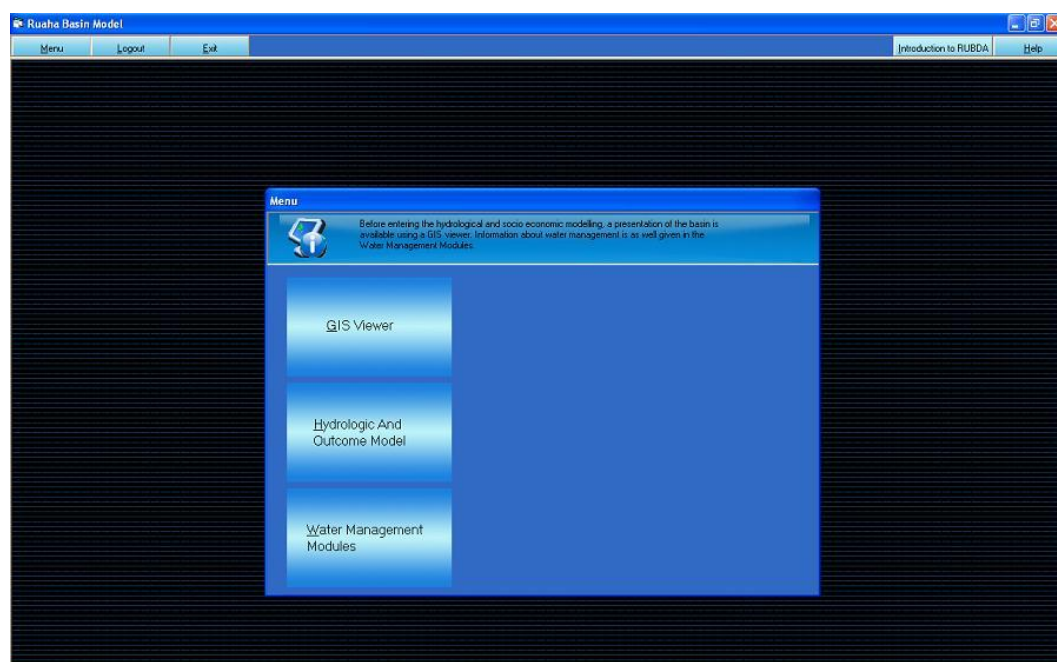 Ruaha Basin Model
Menu Logout Exit Introduction to RUBDA Help
Menu
Before entering the hydrological and socio economic modelling, a presentation of the basin is
available using a GIS viewer. Information about water management is as well given in the
Water Management Modules.
GIS Viewer
Hydrologic And
Outcome Model
Water Management
Modules